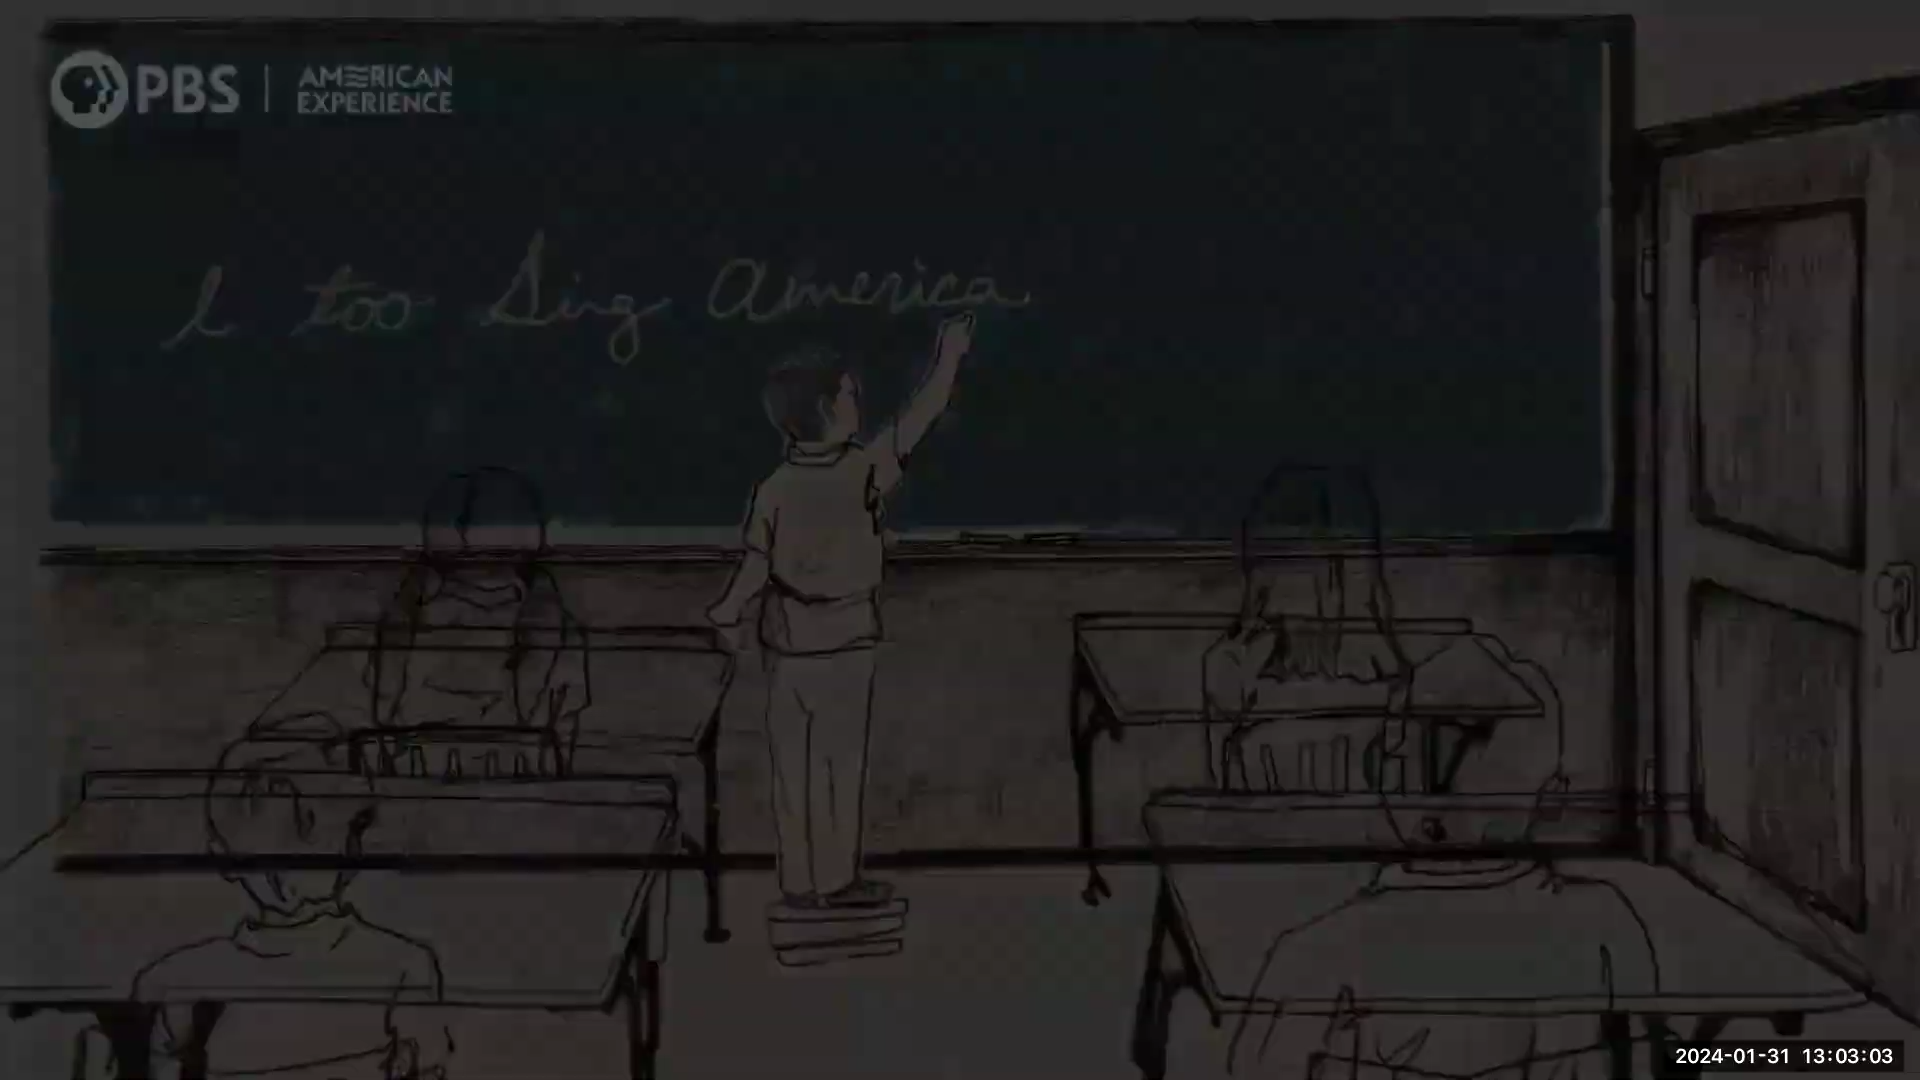 PBS | AMERICAN
EXPERIENCE
I too Sing America
2024-01-31 13:03:03